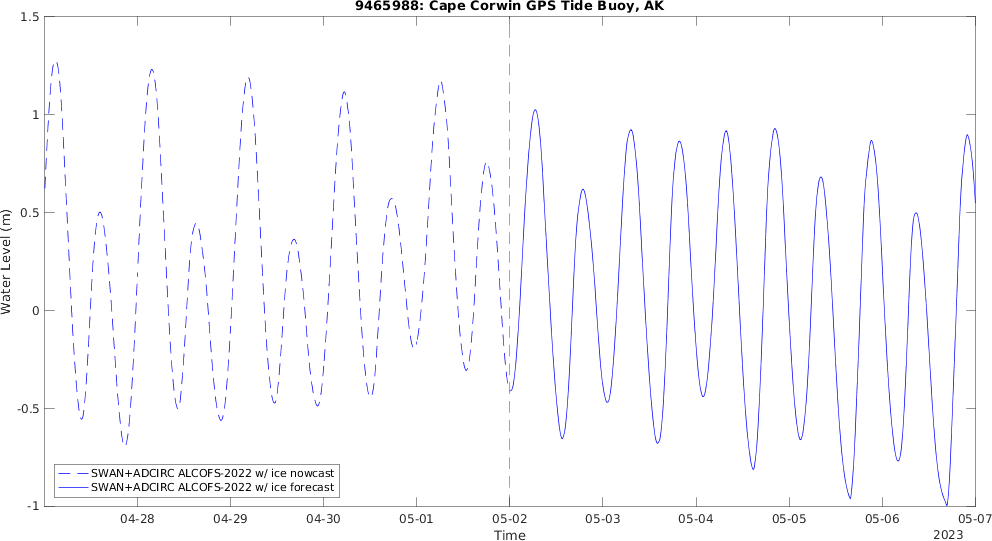 9465988: Cape Corwin GPS Tide Buoy, AK
1.5
1
0.5
0
-0.5
-1
Water Level (m)
SWAN+ADCIRC ALCOFS-2022 w/ ice nowcast
SWAN+ADCIRC ALCOFS-2022 w/ ice forecast
04-28 04-29 04-30 05-01 05-02 05-03 05-04 05-05 05-06 05-07
Time
2023